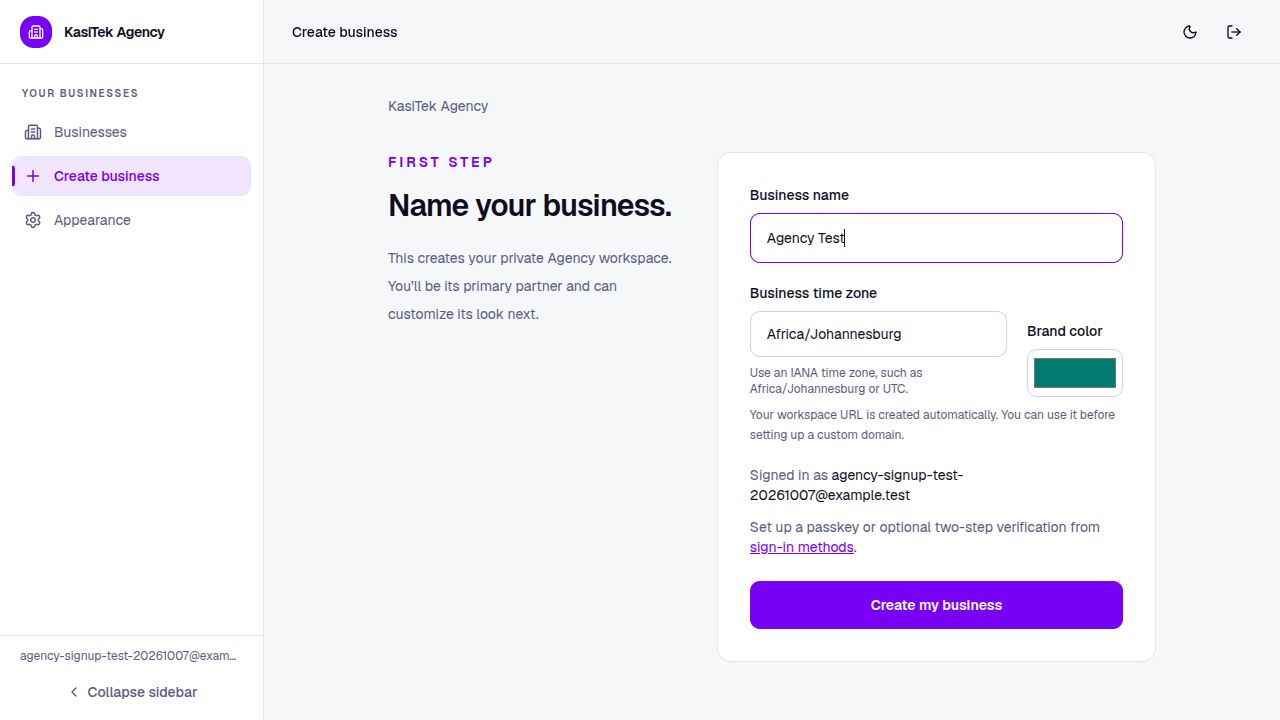 KasiTek Agency
YOUR BUSINESSES
Businesses
Create business
Appearance
agency-signup-test-20261007@exam...
Collapse sidebar
Create business
KasiTek Agency
FIRST STEP
Name your business.
This creates your private Agency workspace.
You'll be its primary partner and can
customize its look next.
Business name
Agency Test
Business time zone
Africa/Johannesburg
Use an IANA time zone, such as
Africa/Johannesburg or UTC.
Brand color
Your workspace URL is created automatically. You can use it before
setting up a custom domain.
Signed in as agency-signup-test-
20261007@example.test
Set up a passkey or optional two-step verification from
sign-in methods.
Create my business